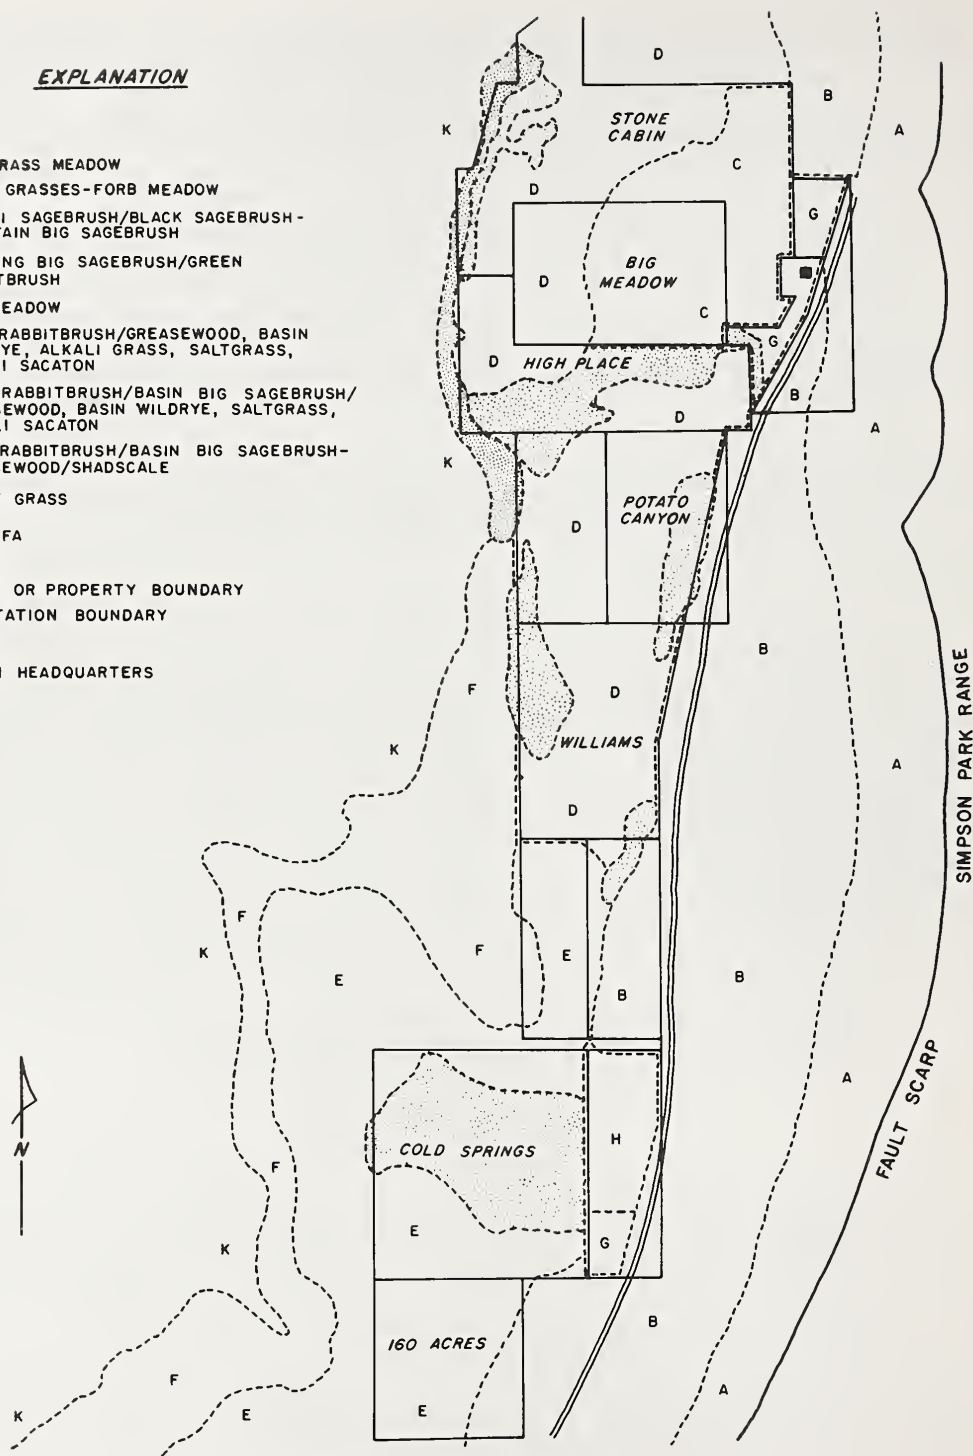 EXPLANATION
RASS MEADOW
GRASSES-FORB MEADOW
I SAGEBRUSH/BLACK SAGEBRUSH-
TAIN BIG SAGEBRUSH
NG BIG SAGEBRUSH/GREEN
TBRUSH
EADOW
RABBITBRUSH/GREASEWOOD, BASIN
YE, ALKALI GRASS, SALTGRASS,
I SACATON
RABBITBRUSH/BASIN BIG SAGEBRUSH/
EWOOD, BASIN WILDRYE, SALTGRASS,
I SACATON
RABBITBRUSH/BASIN BIG SAGEBRUSH-
EWOOD/SHADSCALE
GRASS
FA
OR PROPERTY BOUNDARY
TATION BOUNDARY
HEADQUARTERS
D
B
K
STONE
CABIN
A
C
D
G
BIG
MEADOW
D
C
G
D
HIGH PLACE
B
D
A
K
POTATO
CANYON
D
B
F
D
WILLIAMS
K
A
D
SIMPSON PARK RANGE
F
K
F
E
E
B
B
A
FAULT SCARP
N
H
COLD SPRINGS
F
E
G
K
B
160 ACRES
F
A
K
E
E